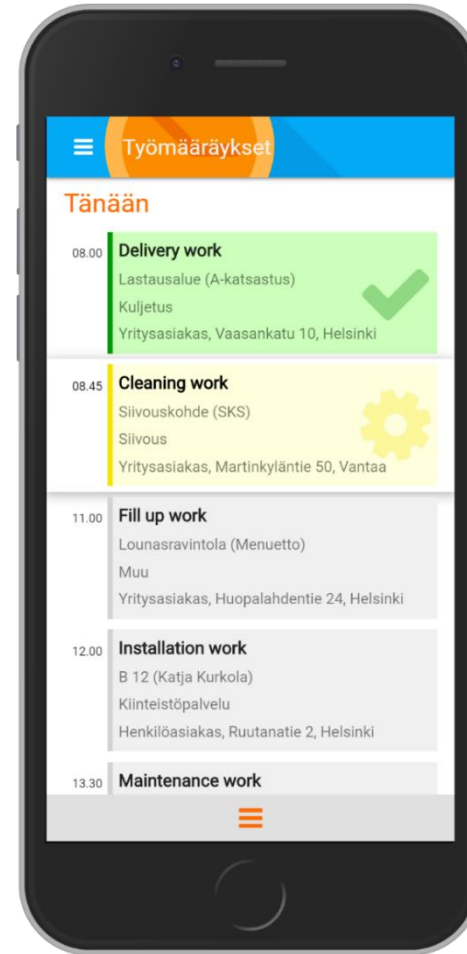 Työmääräykset
Tänään
08.00 Delivery work
Lastausalue (A-katsastus)
Kuljetus
Yritysasiakas, Vaasankatu 10, Helsinki
08.45 Cleaning work
Siivouskohde (SKS)
Siivous
Yritysasiakas, Martinkyläntie 50, Vantaa
11.00 Fill up work
Lounasravintola (Menuetto)
Muu
Yritysasiakas, Huopalahdentie 24, Helsinki
12.00 Installation work
B 12 (Katja Kurkola)
Kiinteistöpalvelu
Henkilöasiakas, Ruutanatie 2, Helsinki
13.30 Maintenance work